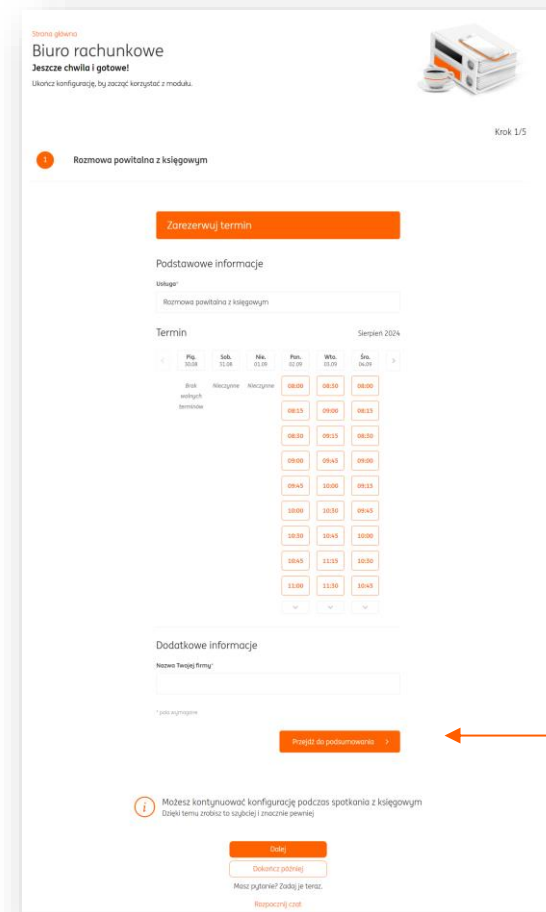 Strona główna
Biuro rachunkowe
Jeszcze chwila i gotowe!
Ukończ konfigurację, by zacząć korzystać z modułu.
Krok 1/5
1 Rozmowa powitalna z księgowym
Zarezerwuj termin
Podstawowe informacje
Usługa*
Rozmowa powitalna z księgowym
Termin Sierpień 2024
Pią. Sob. Nie. Pon. Wto. Śro.
30.08 31.08 01.09 02.09 03.09 04.09
Brak wolnych terminów Nieczynne Nieczynne 08:00 08:30 08:00
08:15 09:00 08:15
08:30 09:15 08:30
09:00 09:45 09:00
09:45 10:00 09:15
10:00 10:30 09:45
10:30 10:45 10:00
10:45 11:15 10:30
11:00 11:30 10:45
Dodatkowe informacje
Nazwa Twojej firmy*
* pola wymagane
Przejdź do podsumowania
i Możesz kontynuować konfigurację podczas spotkania z księgowym
Dzięki temu zrobisz to szybciej i znacznie pewniej
Dalej
Dokończ później
Masz pytanie? Zadaj je teraz.
Rozpocznij czat